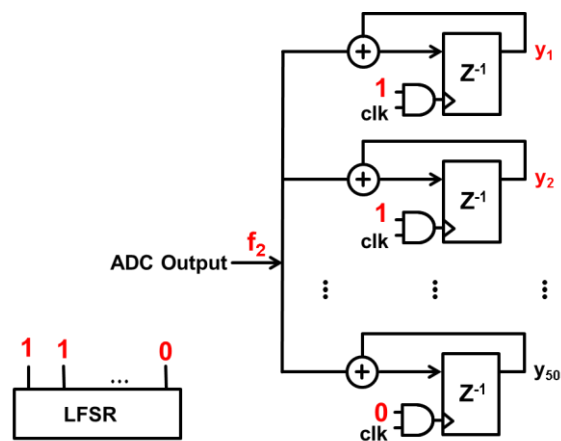 y₁
Z⁻¹
1
clk
y₂
Z⁻¹
1
clk
f₂
ADC Output
⋮ ⋮ ⋮
1 1 ... 0
LFSR
y₅₀
Z⁻¹
0
clk